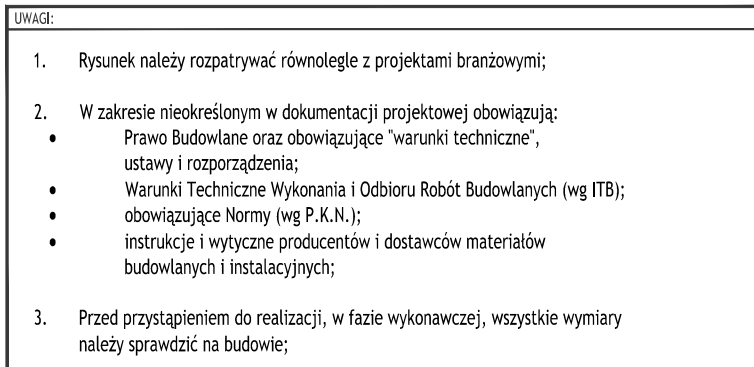 UWAGI:
1. Rysunek należy rozpatrywać równolegle z projektami branżowymi;
2. W zakresie nieokreślonym w dokumentacji projektowej obowiązują:
• Prawo Budowlane oraz obowiązujące "warunki techniczne",
ustawy i rozporządzenia;
• Warunki Techniczne Wykonania i Odbioru Robót Budowlanych (wg ITB);
• obowiązujące Normy (wg P.K.N.);
• instrukcje i wytyczne producentów i dostawców materiałów
budowlanych i instalacyjnych;
3. Przed przystąpieniem do realizacji, w fazie wykonawczej, wszystkie wymiary
należy sprawdzić na budowie;